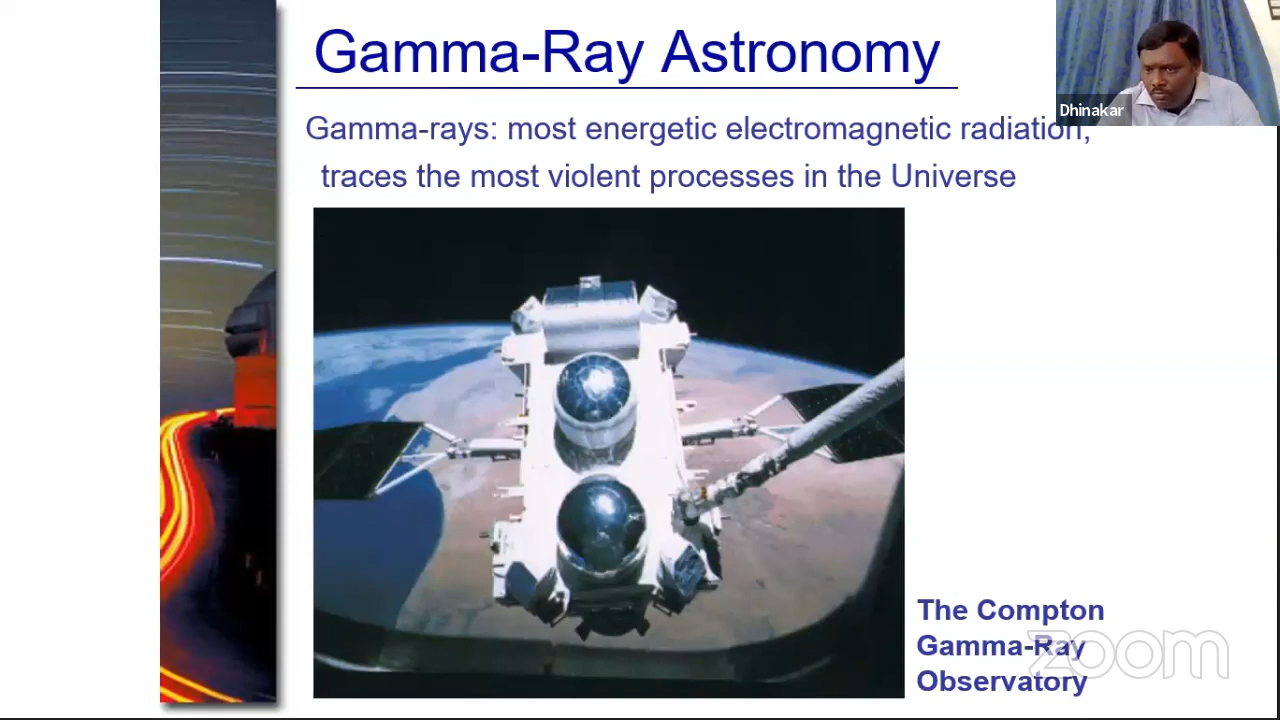 Gamma-Ray Astronomy
Dhinakar
Gamma-rays: most energetic electromagnetic radiation,
traces the most violent processes in the Universe
The Compton
Gamma-Ray
Observatory
zoom